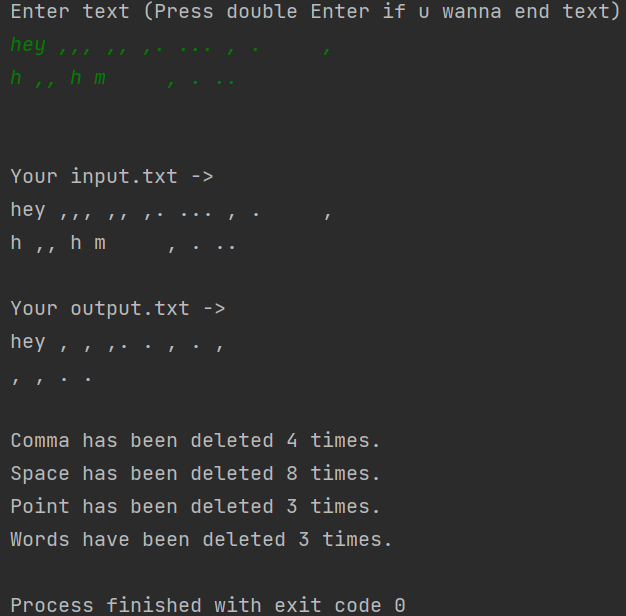 Enter text (Press double Enter if u wanna end text)
hey ,,, ,, ,. ... , .     ,
h ,, h m     , . ..
Your input.txt ->
hey ,,, ,, ,. ... , .     ,
h ,, h m     , . ..
Your output.txt ->
hey , , ,. . , . ,
, , . .
Comma has been deleted 4 times.
Space has been deleted 8 times.
Point has been deleted 3 times.
Words have been deleted 3 times.
Process finished with exit code 0